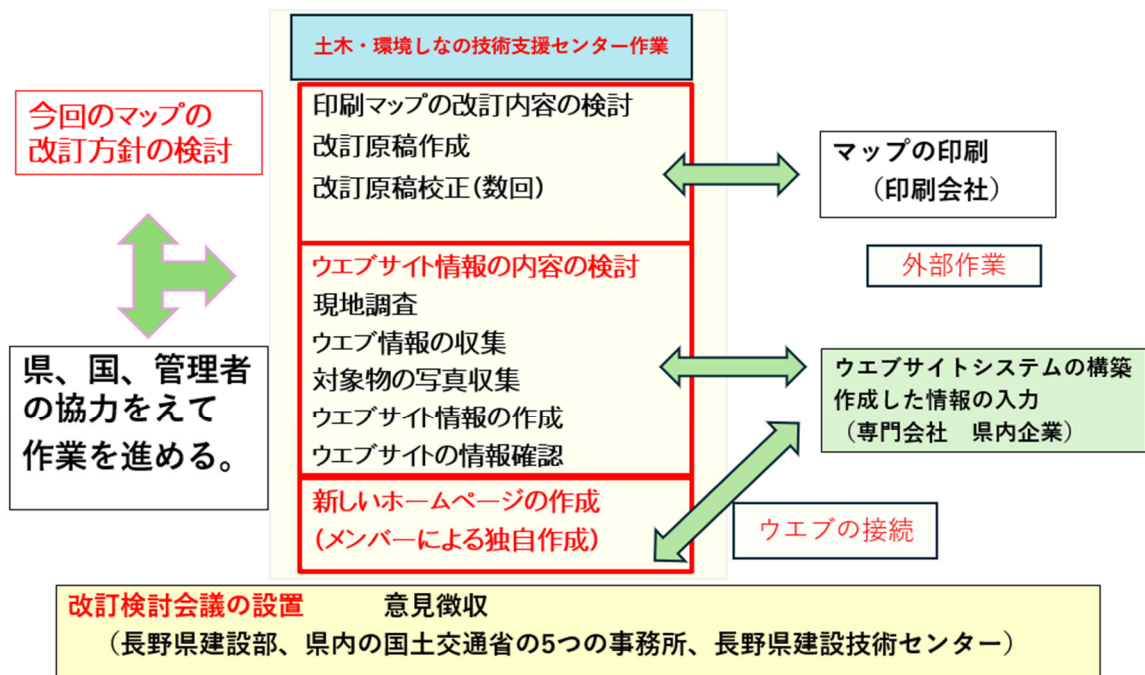 土木・環境しなの技術支援センター作業
今回のマップの
改訂方針の検討
県、国、管理者
の協力をえて
作業を進める。
印刷マップの改訂内容の検討
改訂原稿作成
改訂原稿校正(数回)
ウエブサイト情報の内容の検討
現地調査
ウエブ情報の収集
対象物の写真収集
ウエブサイト情報の作成
ウエブサイトの情報確認
新しいホームページの作成
(メンバーによる独自作成)
マップの印刷
(印刷会社)
外部作業
ウエブサイトシステムの構築
作成した情報の入力
(専門会社 県内企業)
ウエブの接続
改訂検討会議の設置 意見徴収
(長野県建設部、県内の国土交通省の5つの事務所、長野県建設技術センター)